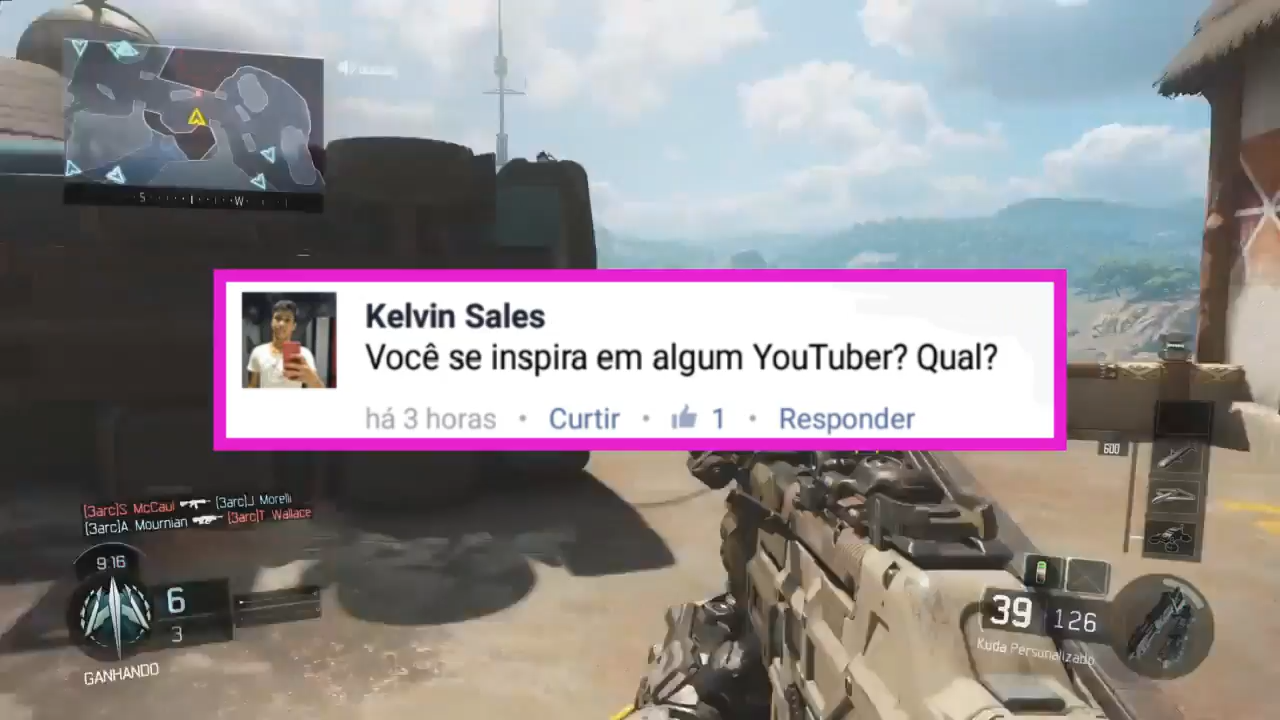 S W
Kelvin Sales
Você se inspira em algum YouTuber? Qual?
há 3 horas • Curtir • 1 • Responder
600
[3arc]S McCaul [3arc]J Morelli
[3arc]A Mournian [3arc]T Wallace
9:16
6
3
GANHANDO
39 126
Kuda Personalizado